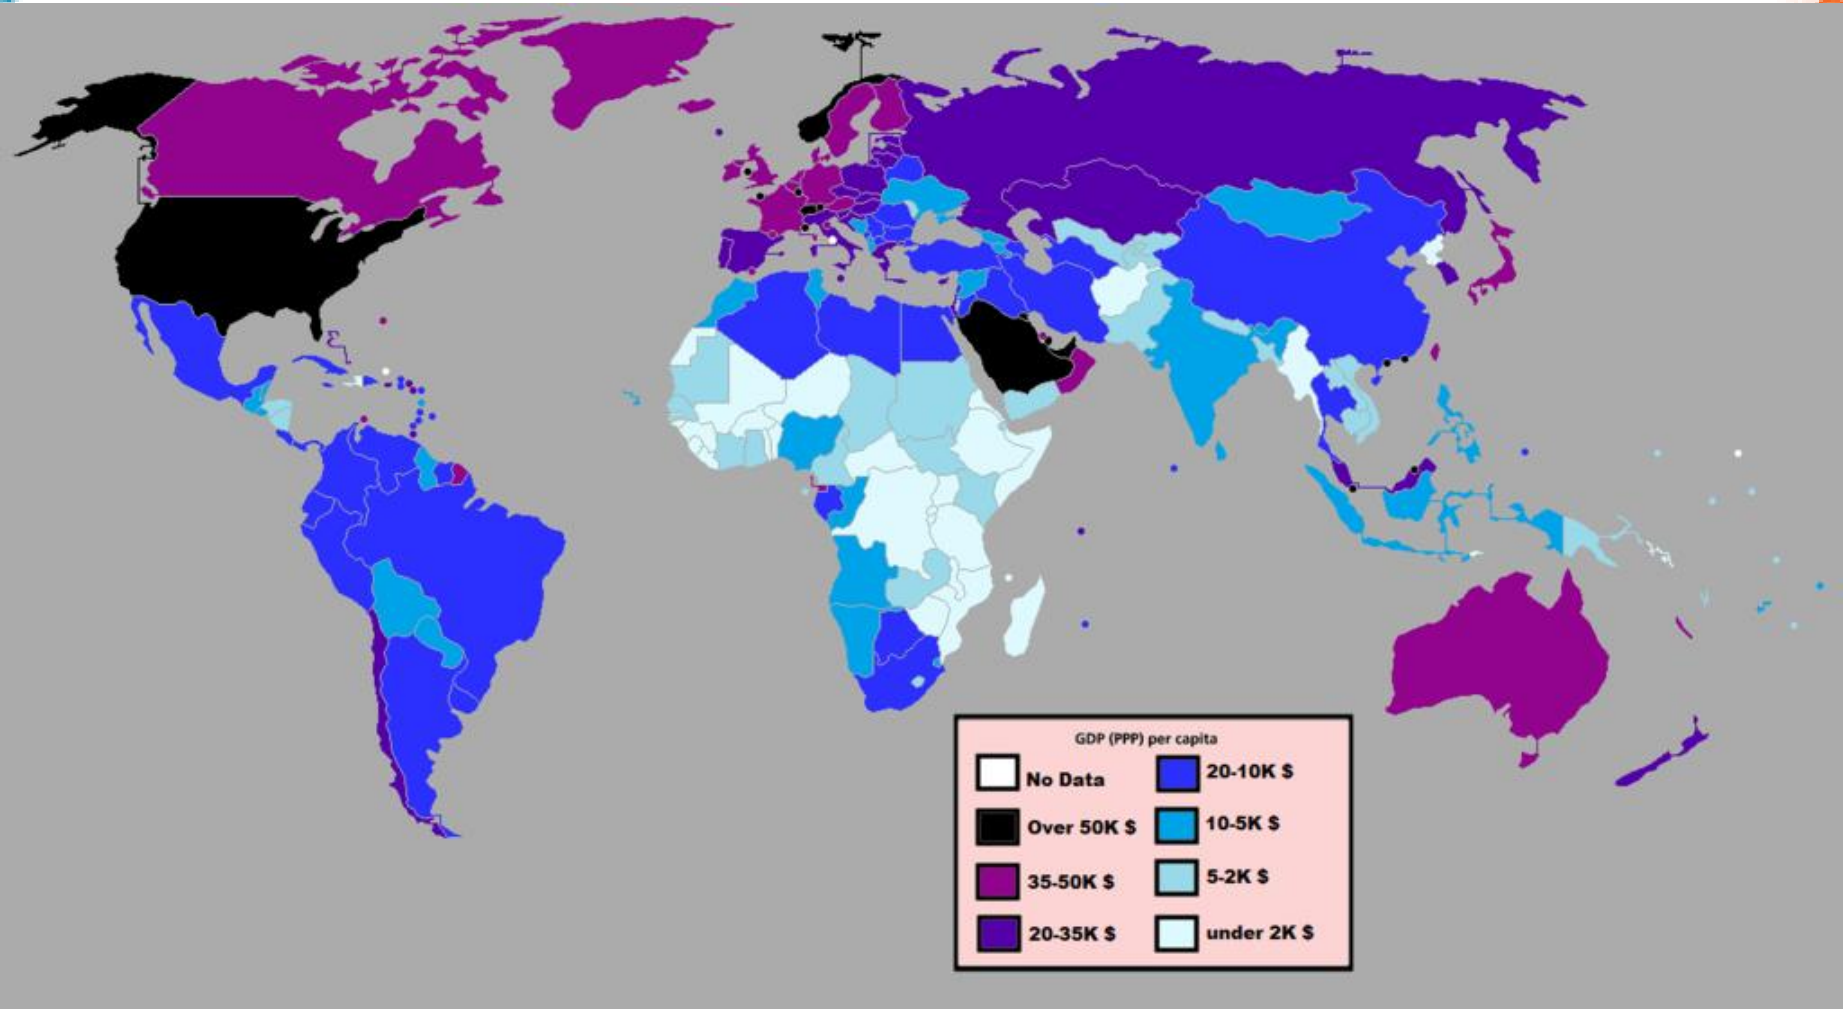 GDP (PPP) per capita
No Data
Over 50K $
35-50K $
20-35K $
20-10K $
10-5K $
5-2K $
under 2K $